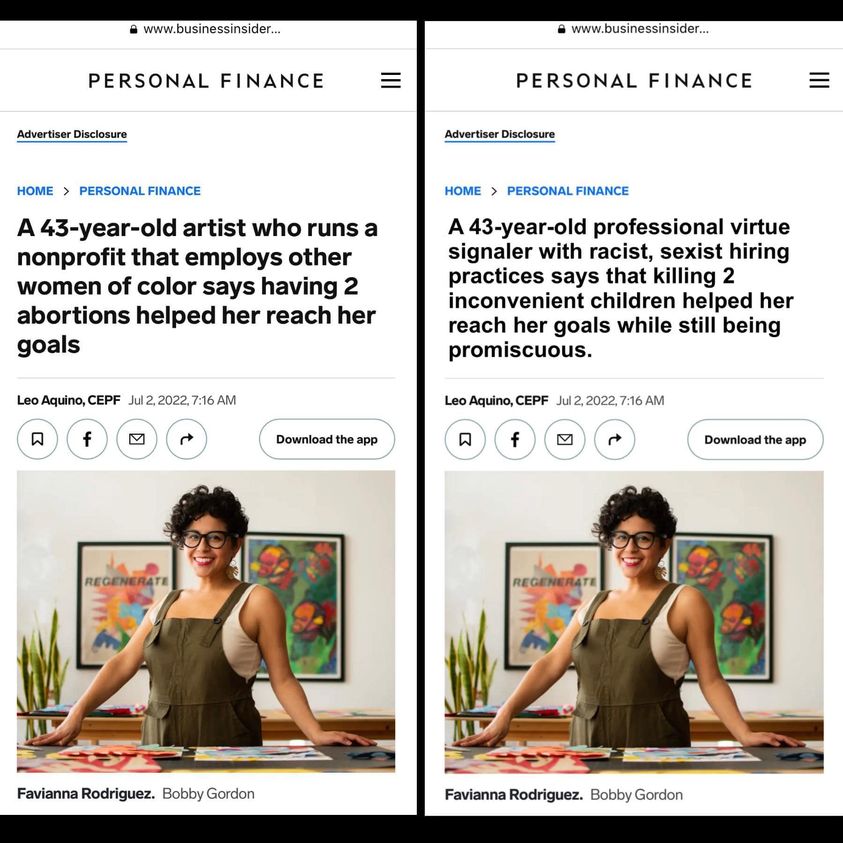 www.businessinsider...
PERSONAL FINANCE
Advertiser Disclosure
HOME > PERSONAL FINANCE
A 43-year-old artist who runs a
nonprofit that employs other
women of color says having 2
abortions helped her reach her
goals
Leo Aquino, CEPF Jul 2, 2022, 7:16 AM
f
Download the app
REGENERATE
Favianna Rodriguez. Bobby Gordon
www.businessinsider...
PERSONAL FINANCE
Advertiser Disclosure
HOME > PERSONAL FINANCE
A 43-year-old professional virtue
signaler with racist, sexist hiring
practices says that killing 2
inconvenient children helped her
reach her goals while still being
promiscuous.
Leo Aquino, CEPF Jul 2, 2022, 7:16 AM
f
Download the app
REGENERATE
Favianna Rodriguez. Bobby Gordon